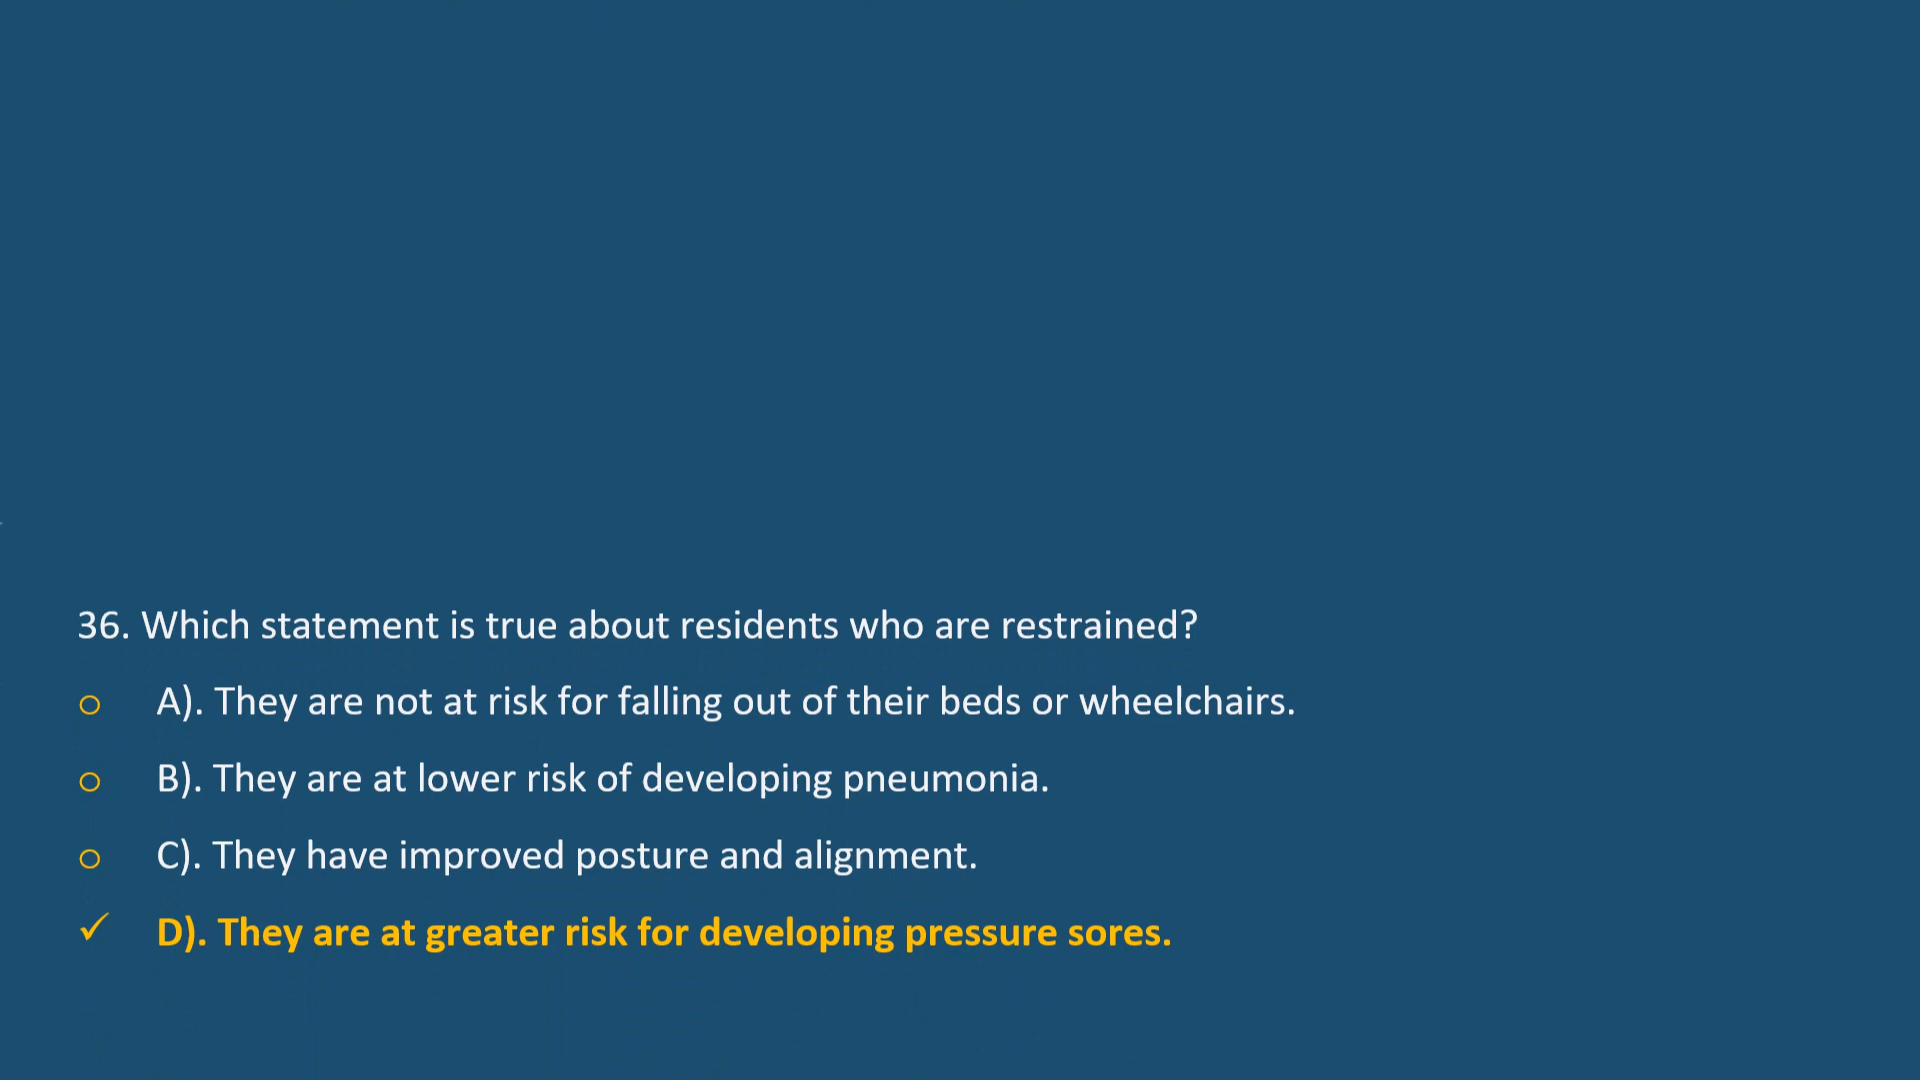 36. Which statement is true about residents who are restrained?
A). They are not at risk for falling out of their beds or wheelchairs.
B). They are at lower risk of developing pneumonia.
C). They have improved posture and alignment.
D). They are at greater risk for developing pressure sores.